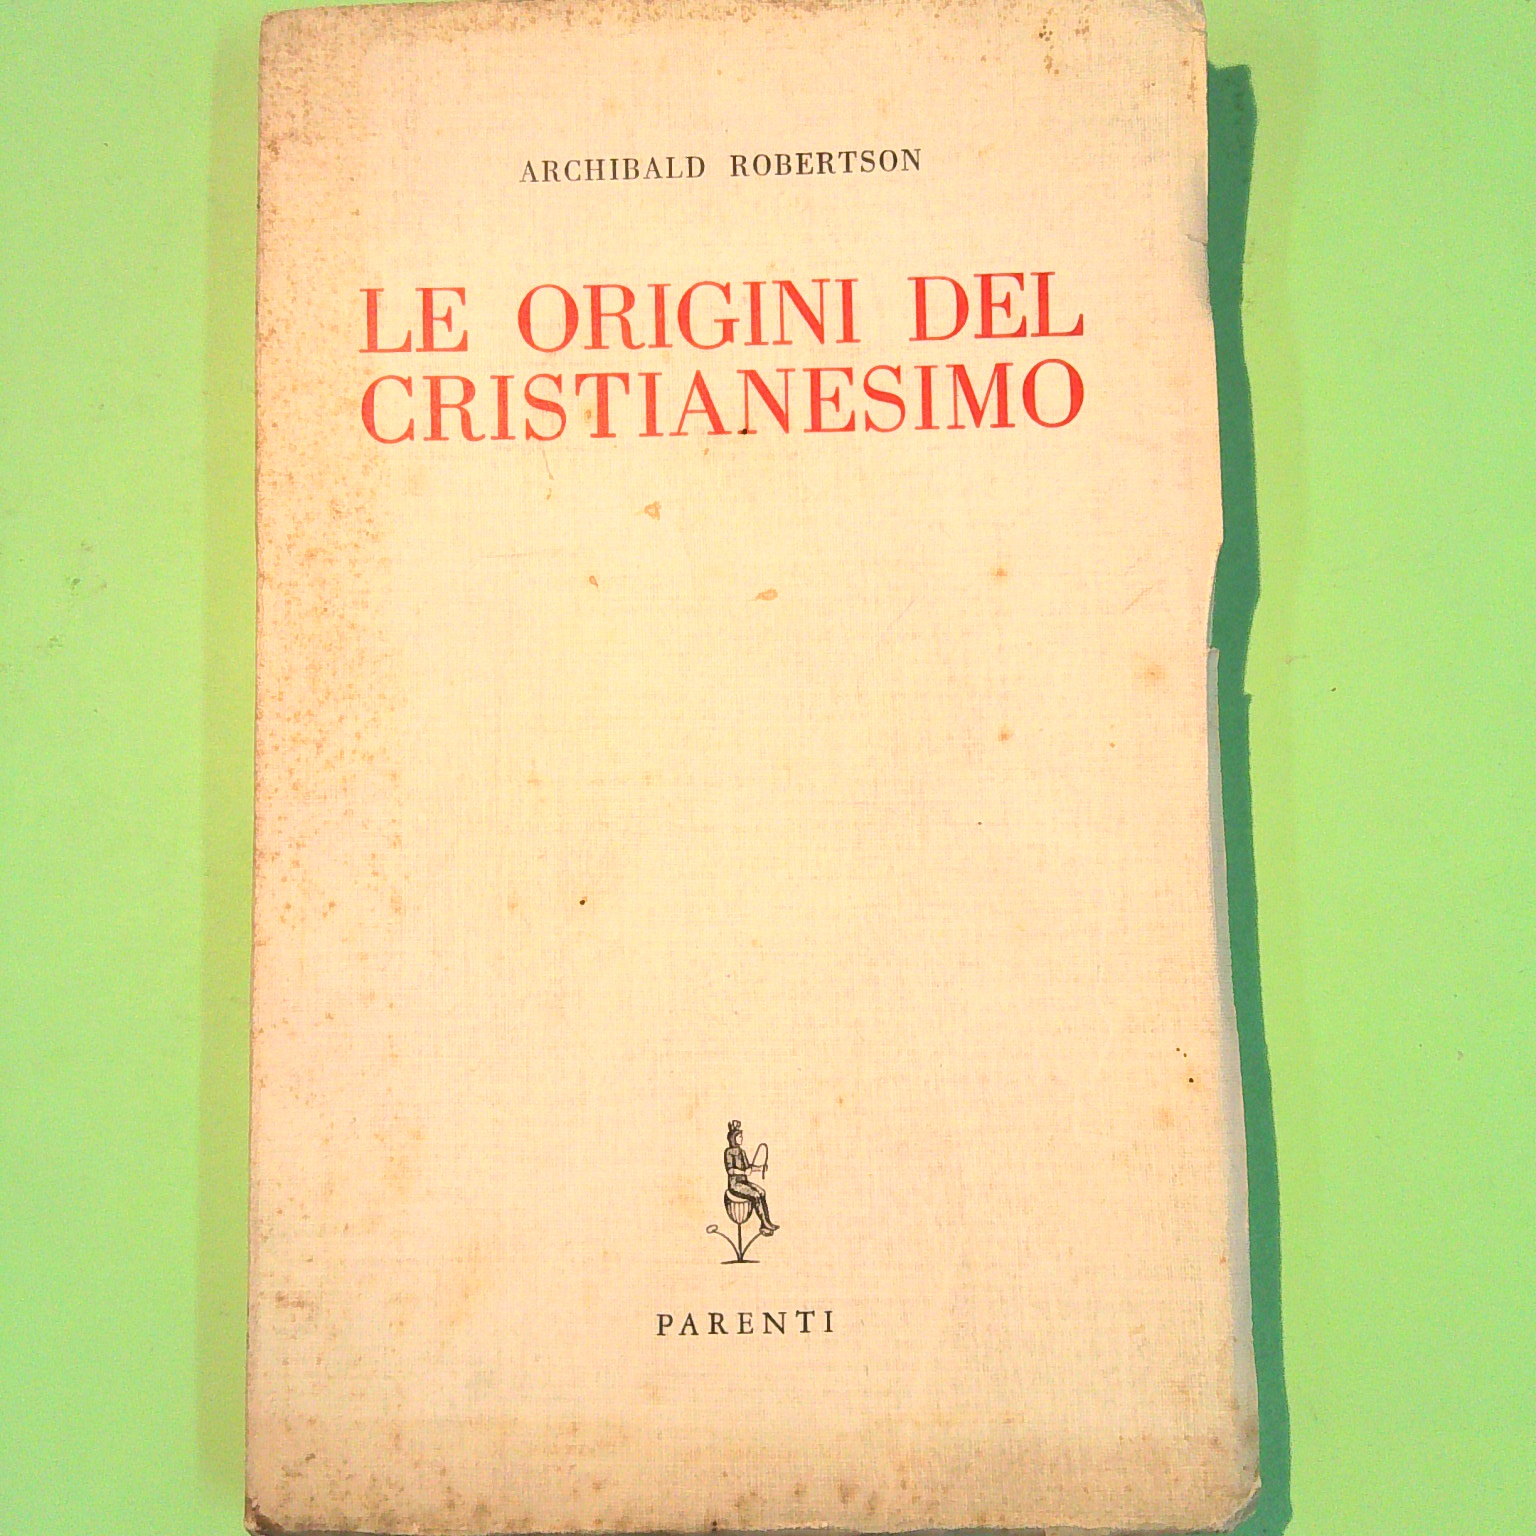 ARCHIBALD ROBERTSON
LE ORIGINI DEL
CRISTIANESIMO
PARENTI